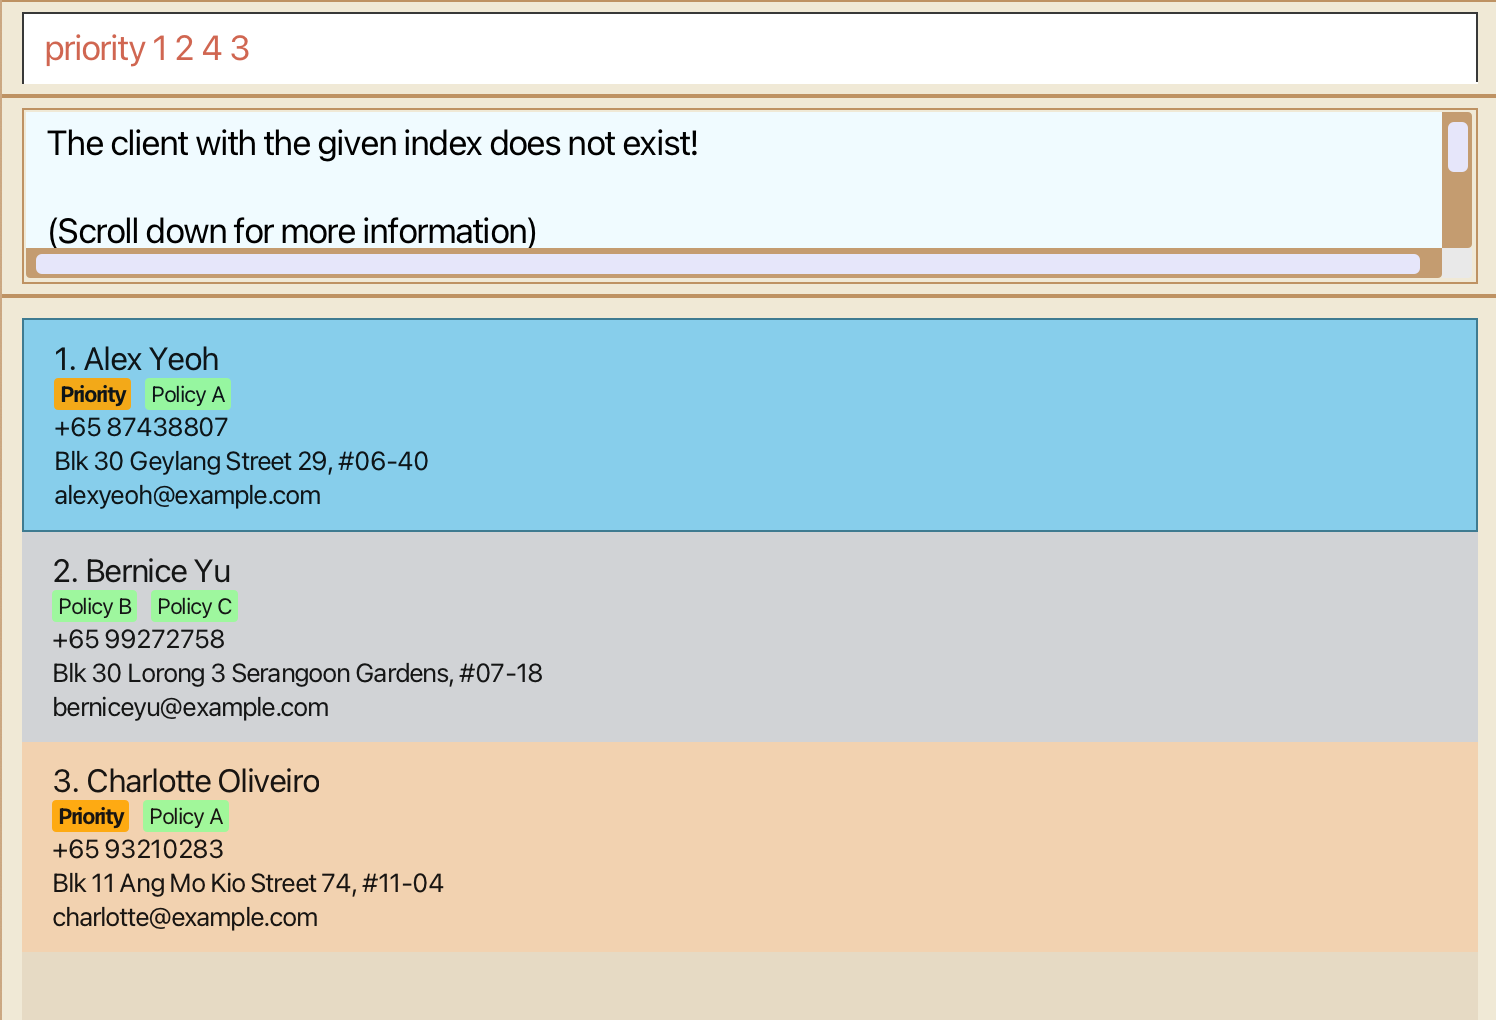 priority 1 2 4 3
The client with the given index does not exist!
(Scroll down for more information)
1. Alex Yeoh
Priority Policy A
+65 87438807
Blk 30 Geylang Street 29, #06-40
alexyeoh@example.com
2. Bernice Yu
Policy B Policy C
+65 99272758
Blk 30 Lorong 3 Serangoon Gardens, #07-18
berniceyu@example.com
3. Charlotte Oliveiro
Priority Policy A
+65 93210283
Blk 11 Ang Mo Kio Street 74, #11-04
charlotte@example.com